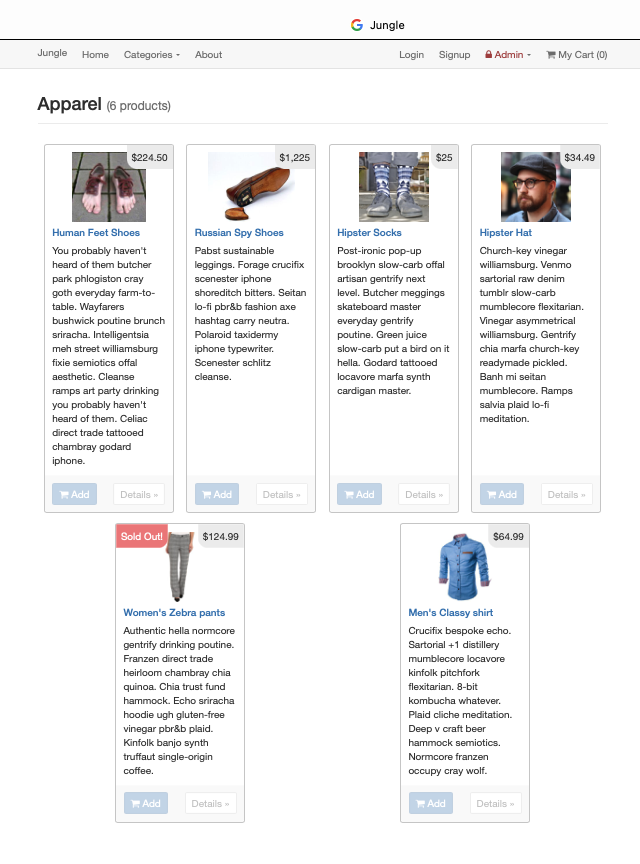 Jungle
Jungle Home Categories About Login Signup Admin My Cart (0)
Apparel (6 products)
$224.50 $1,225 $25 $34.49
Human Feet Shoes
You probably haven't
heard of them butcher
park phlogiston cray
goth everyday farm-to-
table. Wayfarers
bushwick poutine brunch
sriracha. Intelligentsia
meh street williamsburg
fixie semiotics offal
aesthetic. Cleanse
ramps art party drinking
you probably haven't
heard of them. Celiac
direct trade tattooed
chambray godard
iphone.
Add Details »
Russian Spy Shoes
Pabst sustainable
leggings. Forage crucifix
scenester iphone
shoreditch bitters. Seitan
lo-fi pbr&b fashion axe
hashtag carry neutra.
Polaroid taxidermy
iphone typewriter.
Scenester schlitz
cleanse.
Add Details »
Hipster Socks
Post-ironic pop-up
brooklyn slow-carb offal
artisan gentrify next
level. Butcher meggings
skateboard master
everyday gentrify
poutine. Green juice
slow-carb put a bird on it
hella. Godard tattooed
locavore marfa synth
cardigan master.
Add Details »
Hipster Hat
Church-key vinegar
williamsburg. Venmo
sartorial raw denim
tumblr slow-carb
mumblecore flexitarian.
Vinegar asymmetrical
williamsburg. Gentrify
chia marfa church-key
readymade pickled.
Banh mi seitan
mumblecore. Ramps
salvia plaid lo-fi
meditation.
Add Details »
Sold Out! $124.99
Women's Zebra pants
Authentic hella normcore
gentrify drinking poutine.
Franzen direct trade
heirloom chambray chia
quinoa. Chia trust fund
hammock. Echo sriracha
hoodie ugh gluten-free
vinegar pbr&b plaid.
Kinfolk banjo synth
truffaut single-origin
coffee.
Add Details »
$64.99
Men's Classy shirt
Crucifix bespoke echo.
Sartorial +1 distillery
mumblecore locavore
kinfolk pitchfork
flexitarian. 8-bit
kombucha whatever.
Plaid cliche meditation.
Deep v craft beer
hammock semiotics.
Normcore franzen
occupy cray wolf.
Add Details »